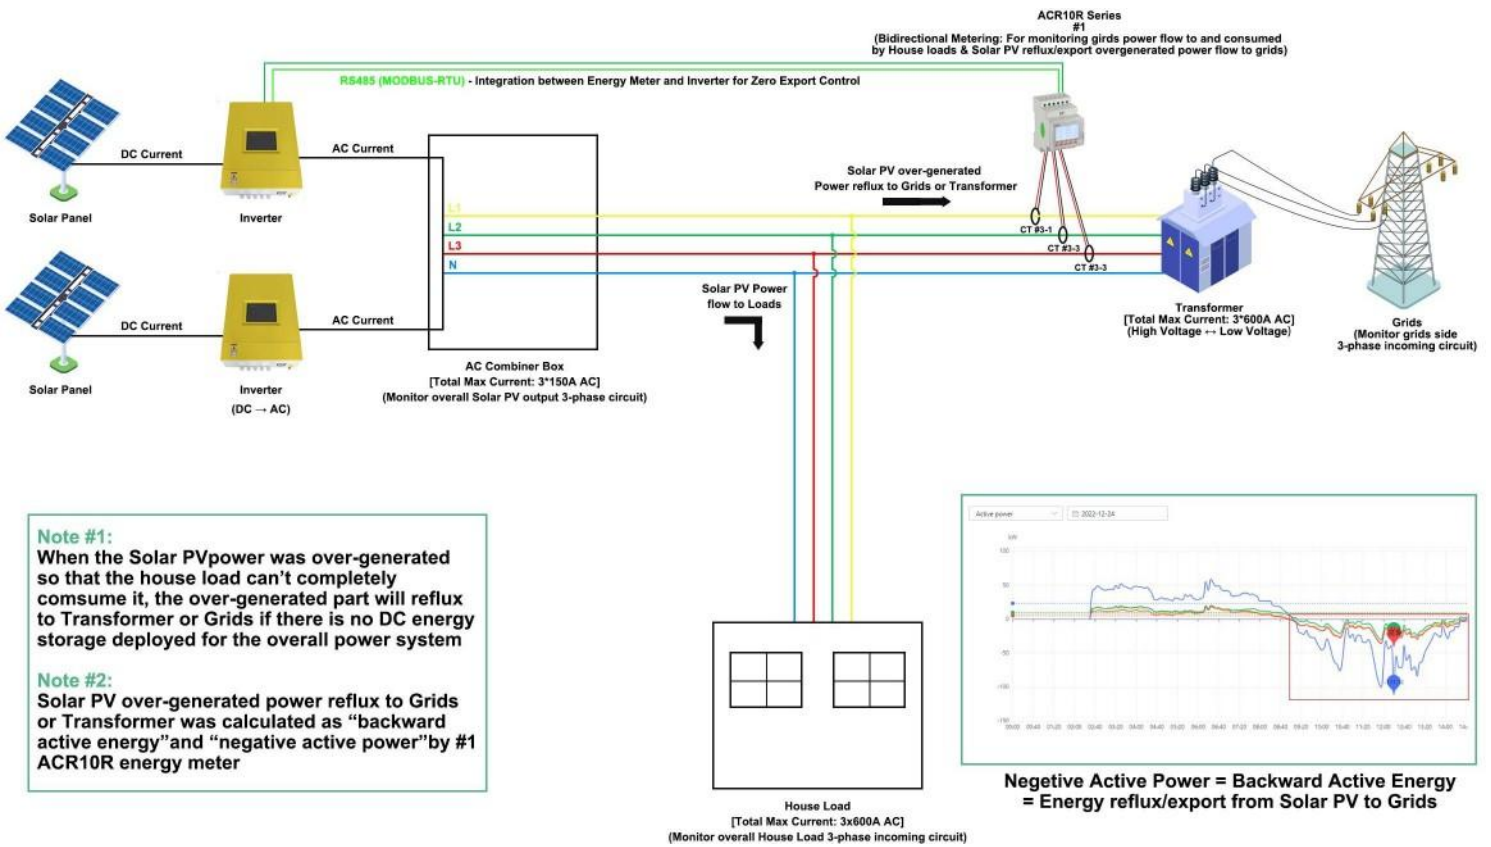 ACR10R Series
#1
(Bidirectional Metering: For monitoring girds power flow to and consumed
by House loads & Solar PV reflux/export overgenerated power flow to grids)
RS485 (MODBUS-RTU) - Integration between Energy Meter and Inverter for Zero Export Control
DC Current
AC Current
Solar Panel
Inverter
Solar PV over-generated
Power reflux to Grids or Transformer
L1
L2
L3
N
CT #3-1
CT #3-3
CT #3-3
Solar PV Power
flow to Loads
DC Current
AC Current
Solar Panel
Inverter
(DC → AC)
AC Combiner Box
[Total Max Current: 3*150A AC]
(Monitor overall Solar PV output 3-phase circuit)
Transformer
[Total Max Current: 3*600A AC]
(High Voltage ↔ Low Voltage)
Grids
(Monitor grids side
3-phase incoming circuit)
Note #1:
When the Solar PVpower was over-generated
so that the house load can't completely
comsume it, the over-generated part will reflux
to Transformer or Grids if there is no DC energy
storage deployed for the overall power system
Note #2:
Solar PV over-generated power reflux to Grids
or Transformer was calculated as “backward
active energy”and “negative active power”by #1
ACR10R energy meter
Active power
2022-12-24
kW
100
50
0
-50
-100
-150
Negetive Active Power = Backward Active Energy
= Energy reflux/export from Solar PV to Grids
House Load
[Total Max Current: 3x600A AC]
(Monitor overall House Load 3-phase incoming circuit)